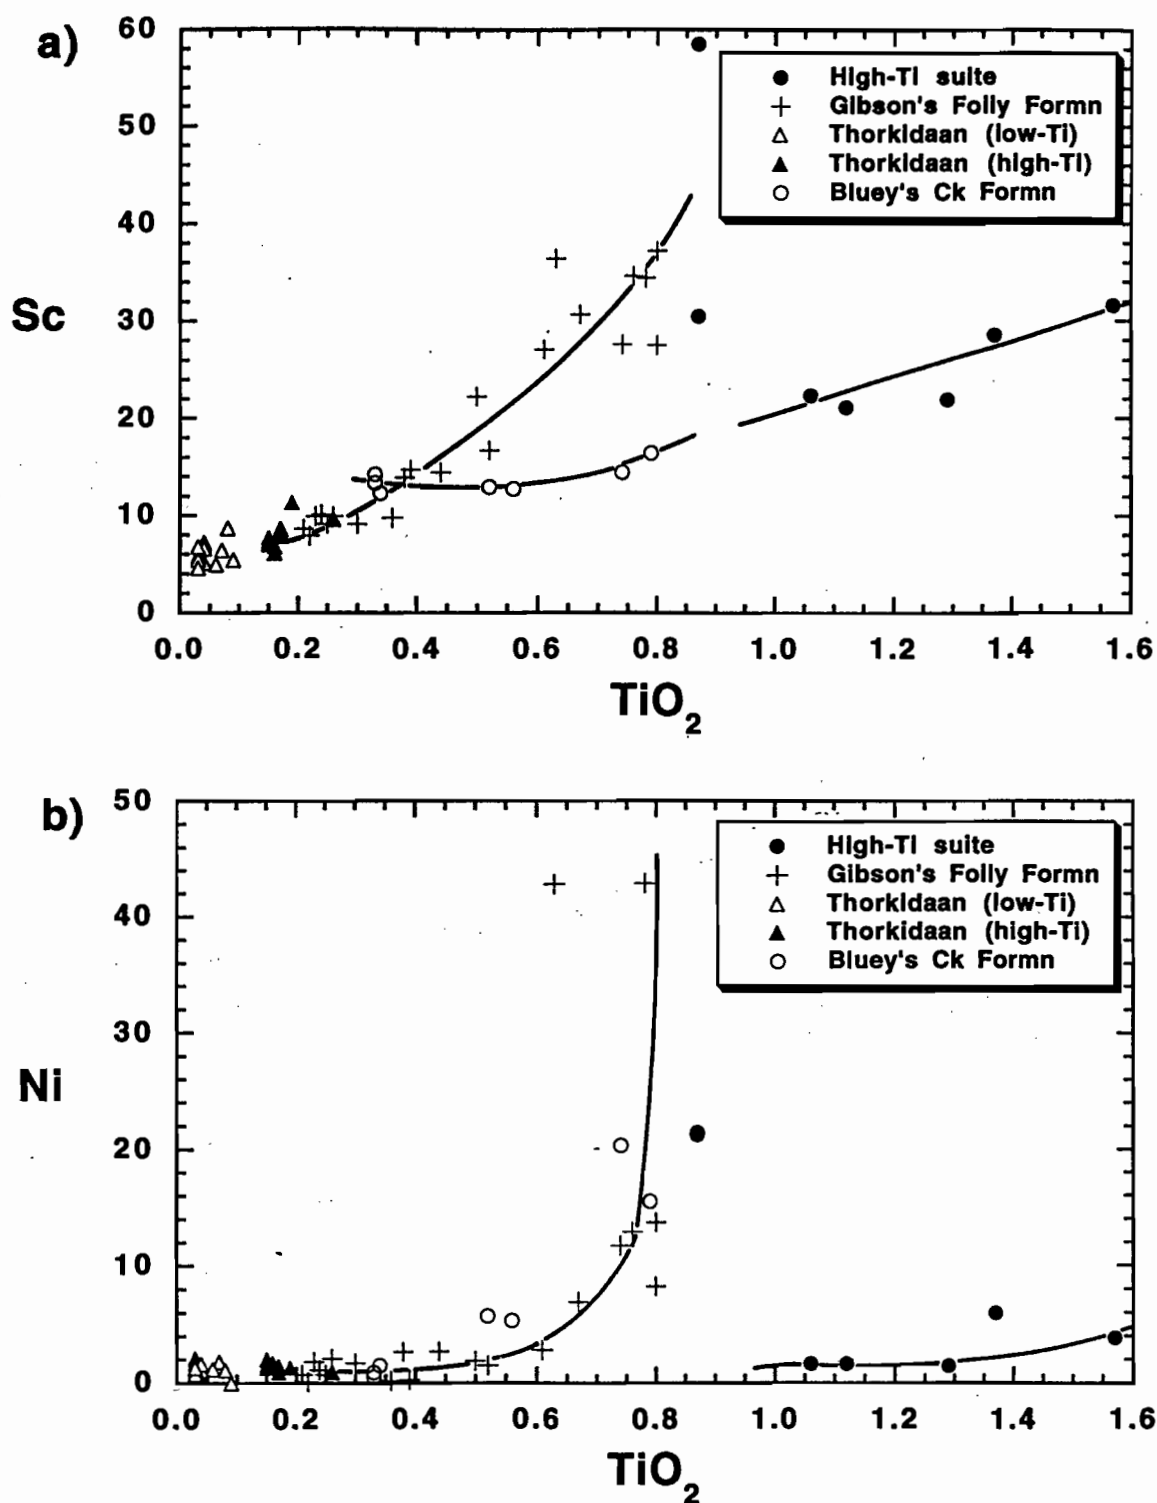 a)
60
50
40
30
20
10
0
Sc
High-Ti suite
Gibson's Folly Formn
Thorkidaan (low-Ti)
Thorkidaan (high-Ti)
Bluey's Ck Formn
0.0 0.2 0.4 0.6 0.8 1.0 1.2 1.4 1.6
TiO2
b)
50
40
30
20
10
0
Ni
High-Ti suite
Gibson's Folly Formn
Thorkidaan (low-Ti)
Thorkidaan (high-Ti)
Bluey's Ck Formn
0.0 0.2 0.4 0.6 0.8 1.0 1.2 1.4 1.6
TiO2